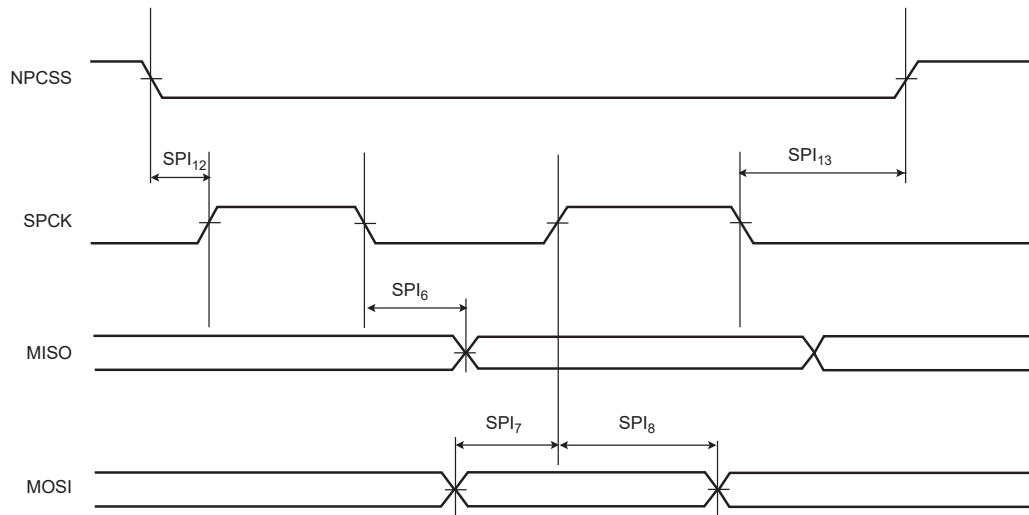 NPCSS
SPI₁₂
SPI₁₃
SPCK
SPI₆
MISO
SPI₇
SPI₈
MOSI